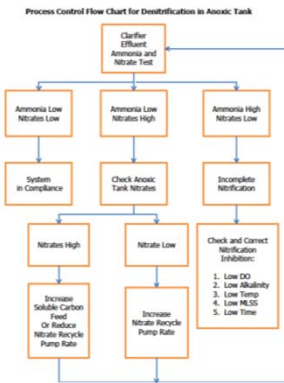 Process Control Flow Chart for Denitrification in Anoxic Tank
Clarifier
Effluent
Ammonia and
Nitrate Test
Ammonia Low
Nitrates Low
Ammonia Low
Nitrates High
Ammonia High
Nitrates Low
System
in Compliance
Check Anoxic
Tank Nitrates
Incomplete
Nitrification
Nitrates High
Nitrate Low
Check and Correct
Nitrification
Inhibition:
1. Low DO
2. Low Alkalinity
3. Low Temp
4. Low MLSS
5. Low Time
Increase
Soluble Carbon
Feed
Or Reduce
Nitrate Recycle
Pump Rate
Increase
Nitrate Recycle
Pump Rate